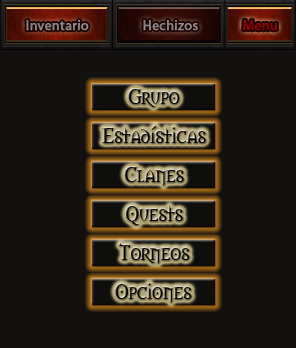 Inventario Hechizos Menu
Grupo
Estadísticas
Clanes
Quests
Torneos
Opciones